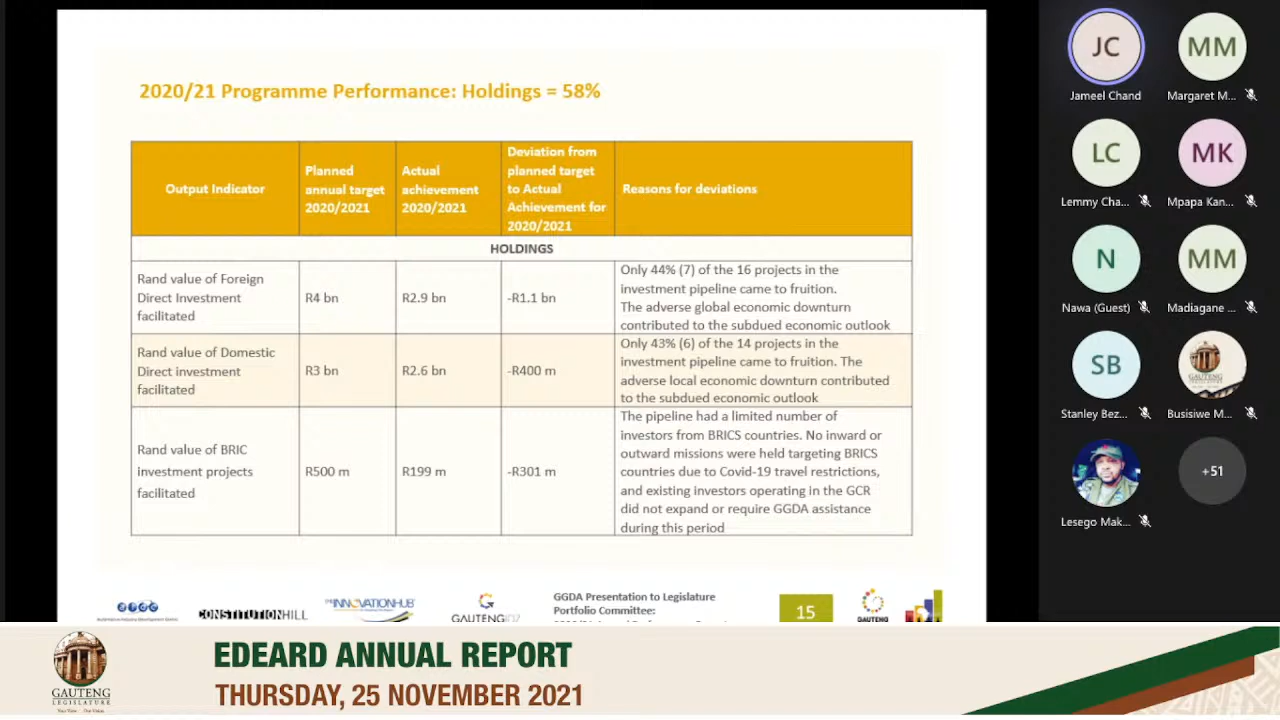 2020/21 Programme Performance: Holdings = 58%
Output Indicator
Planned
annual target
2020/2021
Actual
achievement
2020/2021
Deviation from
planned target
to Actual
Achievement for
2020/2021
Reasons for deviations
HOLDINGS
Rand value of Foreign
Direct Investment
facilitated
R4 bn
R2.9 bn
-R1.1 bn
Only 44% (7) of the 16 projects in the
investment pipeline came to fruition.
The adverse global economic downturn
contributed to the subdued economic outlook
Rand value of Domestic
Direct investment
facilitated
R3 bn
R2.6 bn
-R400 m
Only 43% (6) of the 14 projects in the
investment pipeline came to fruition. The
adverse local economic downturn contributed
to the subdued economic outlook
Rand value of BRIC
investment projects
facilitated
R500 m
R199 m
-R301 m
The pipeline had a limited number of
investors from BRICS countries. No inward or
outward missions were held targeting BRICS
countries due to Covid-19 travel restrictions,
and existing investors operating in the GCR
did not expand or require GGDA assistance
during this period
CONSTITUTIONHILL
THE INNOVATIONHUB
GAUTENG
GGDA Presentation to Legislature
Portfolio Committee:
15
GAUTENG
JC
Jameel Chand
MM
Margaret M...
LC
Lemmy Cha...
MK
Mpapa Kan...
N
Nawa (Guest)
MM
Madiagane ...
SB
Stanley Bez...
Busisiwe M...
Lesego Mak...
+51
GAUTENG
LEGISLATURE
EDEARD ANNUAL REPORT
THURSDAY, 25 NOVEMBER 2021